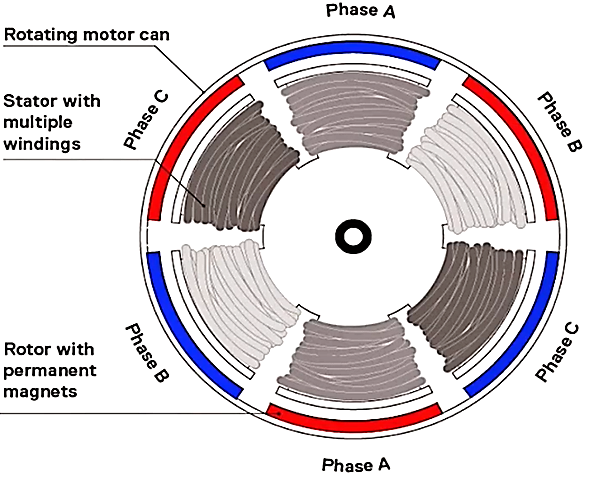 Phase A
Rotating motor can
Stator with
multiple
windings
Phase C
Phase B
Rotor with
permanent
magnets
Phase B
Phase C
Phase A